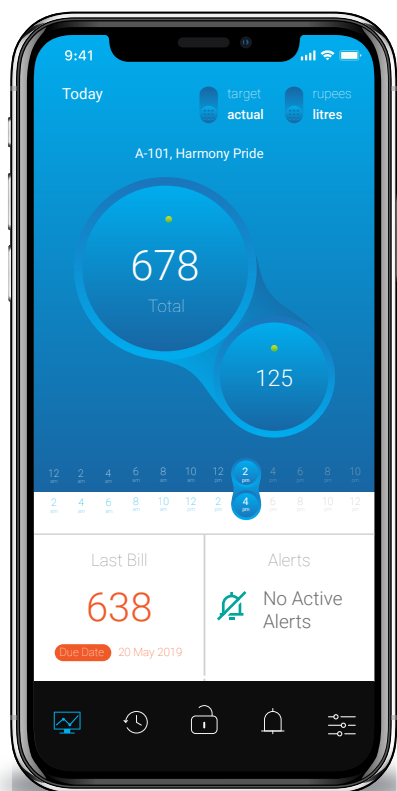 9:41
Today
target
actual
rupees
litres
A-101, Harmony Pride
678
Total
125
12 am 2 am 4 am 6 am 8 am 10 am 12 pm 2 pm 4 pm 6 pm 8 pm 10 pm
2 am 4 am 6 am 8 am 10 am 12 pm 2 pm 4 pm 6 pm 8 pm 10 pm 12 am
Last Bill
638
Due Date 20 May 2019
Alerts
No Active
Alerts